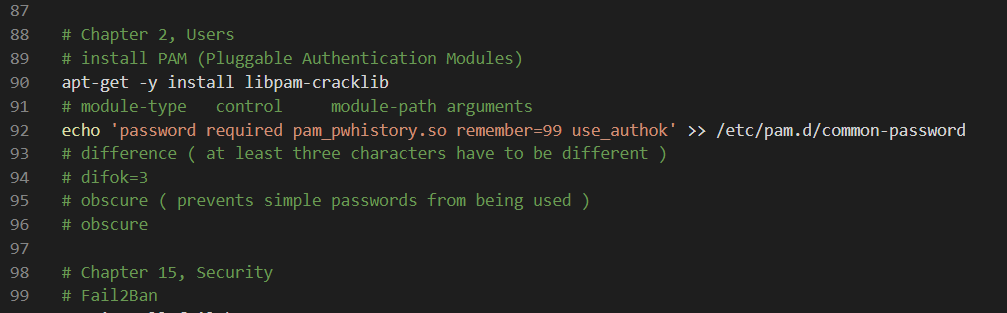 87
88 # Chapter 2, Users
89 # install PAM (Pluggable Authentication Modules)
90 apt-get -y install libpam-cracklib
91 # module-type control module-path arguments
92 echo 'password required pam_pwhistory.so remember=99 use_authok' >> /etc/pam.d/common-password
93 # difference ( at least three characters have to be different )
94 # difok=3
95 # obscure ( prevents simple passwords from being used )
96 # obscure
97
98 # Chapter 15, Security
99 # Fail2Ban